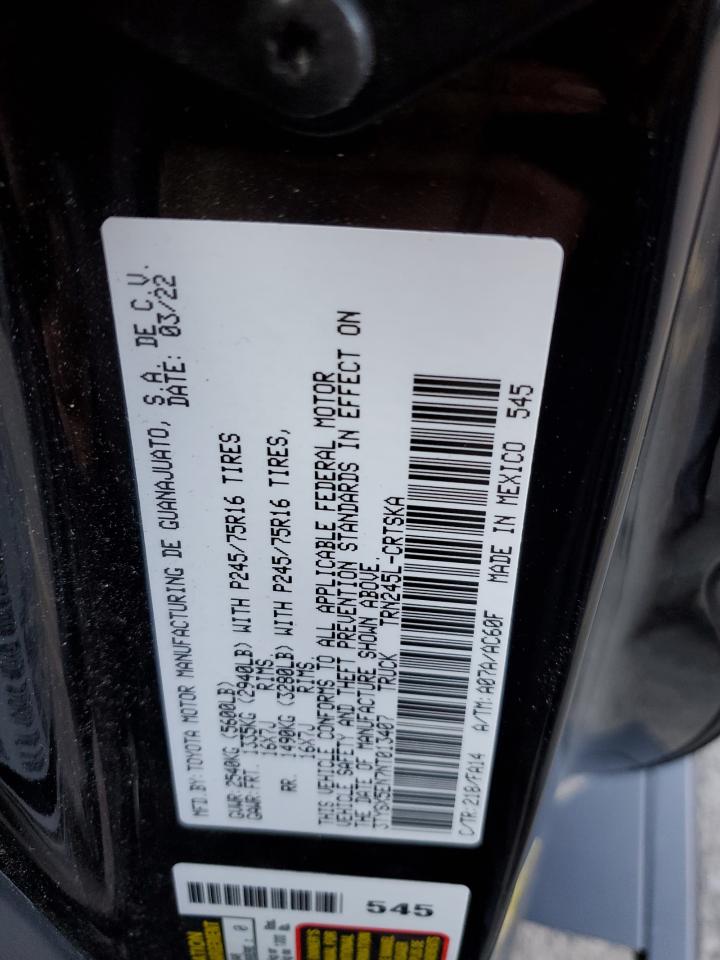 MFD.BY: TOYOTA MOTOR MANUFACTURING DE GUANAJUATO, S.A. DE C.V.
DATE: 03/22
GVWR: 2540KG (5600LB)
GAWR: FRT. 1335KG (2940LB) WITH P245/75R16 TIRES
16X7J RIMS.
RR. 1490KG (3280LB) WITH P245/75R16 TIRES,
16X7J RIMS.
THIS VEHICLE CONFORMS TO ALL APPLICABLE FEDERAL MOTOR
VEHICLE SAFETY AND THEFT PREVENTION STANDARDS IN EFFECT ON
THE DATE OF MANUFACTURE SHOWN ABOVE.
3TYSX5EN7NT013407 TRUCK TRN245L-CRTSKA
C/TR: 218/FA14 A/TM: A07A/AC60F MADE IN MEXICO 545
545